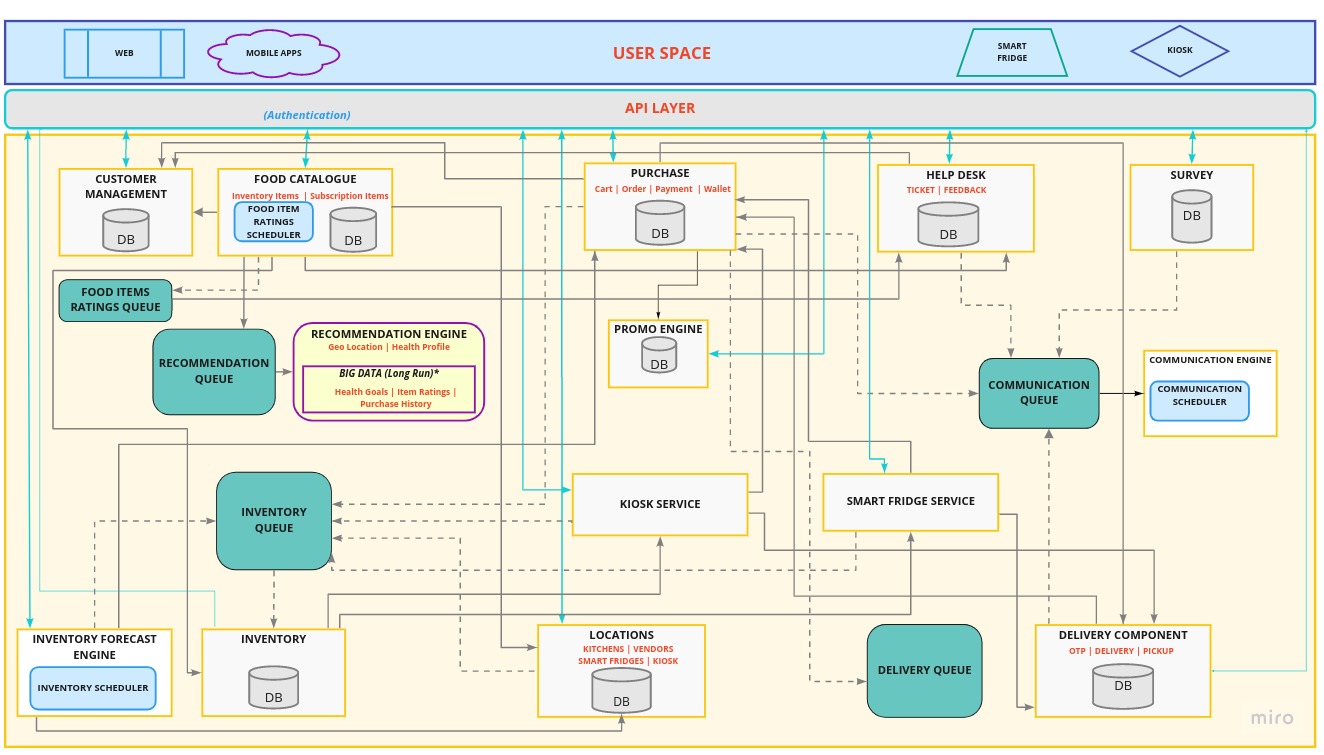 WEB
MOBILE APPS
USER SPACE
SMART
FRIDGE
KIOSK
(Authentication)
API LAYER
CUSTOMER
MANAGEMENT
DB
FOOD CATALOGUE
Inventory Items | Subscription Items
FOOD ITEM
RATINGS
SCHEDULER
DB
PURCHASE
Cart | Order | Payment | Wallet
DB
HELP DESK
TICKET | FEEDBACK
DB
SURVEY
DB
FOOD ITEMS
RATINGS QUEUE
RECOMMENDATION
QUEUE
RECOMMENDATION ENGINE
Geo Location | Health Profile
BIG DATA (Long Run)*
Health Goals | Item Ratings |
Purchase History
PROMO ENGINE
DB
COMMUNICATION
QUEUE
COMMUNICATION ENGINE
COMMUNICATION
SCHEDULER
INVENTORY
QUEUE
KIOSK SERVICE
SMART FRIDGE SERVICE
INVENTORY FORECAST
ENGINE
INVENTORY SCHEDULER
INVENTORY
DB
LOCATIONS
KITCHENS | VENDORS
SMART FRIDGES | KIOSK
DB
DELIVERY QUEUE
DELIVERY COMPONENT
OTP | DELIVERY | PICKUP
DB
miro